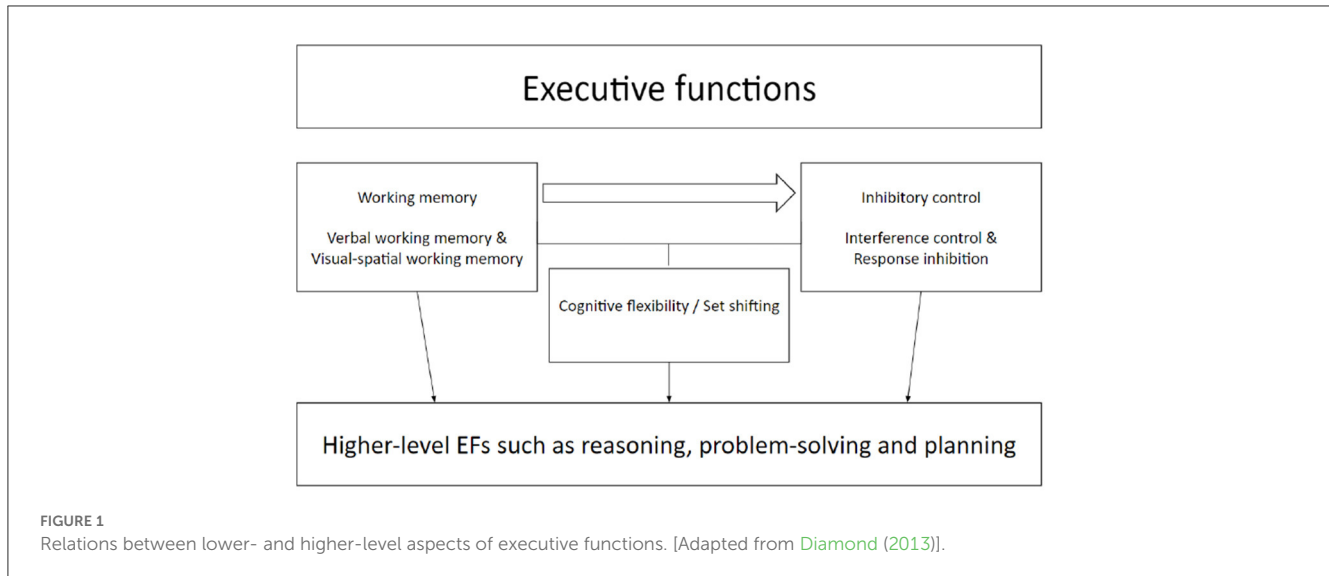 Executive functions
Working memory
Verbal working memory &
Visual-spatial working memory
Inhibitory control
Interference control &
Response inhibition
Cognitive flexibility / Set shifting
Higher-level EFs such as reasoning, problem-solving and planning
FIGURE 1
Relations between lower- and higher-level aspects of executive functions. [Adapted from Diamond (2013)].